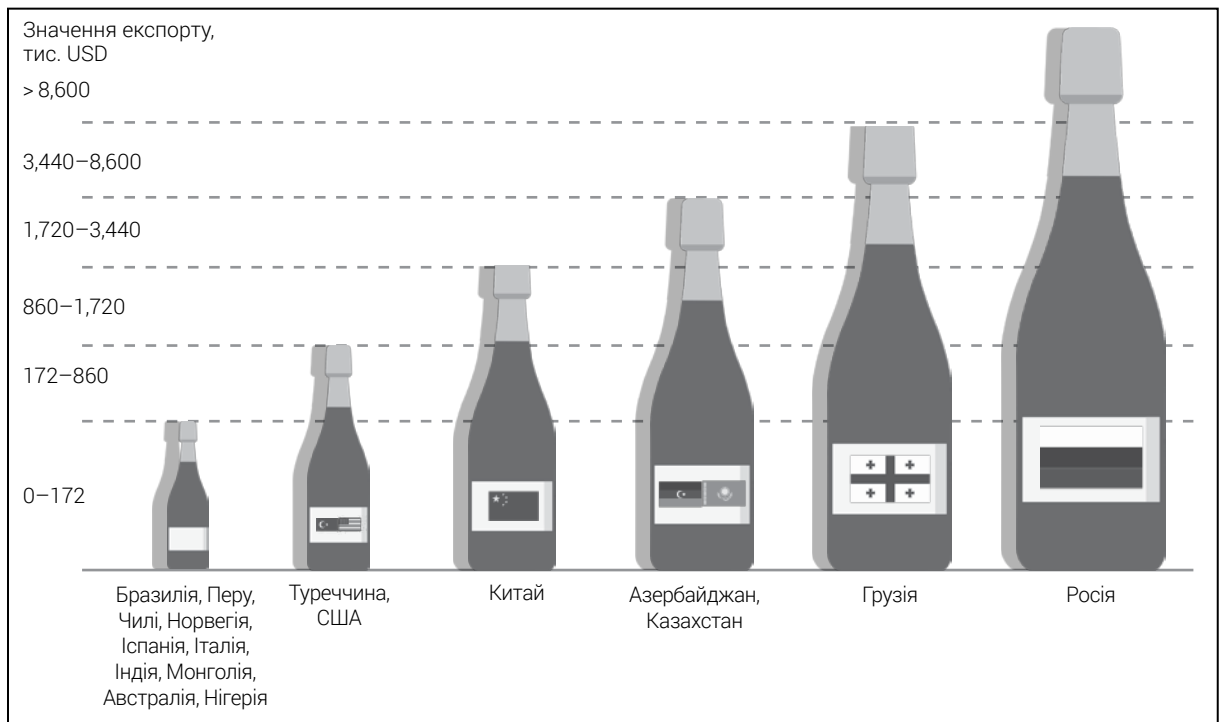 Значення експорту,
тис. USD
> 8,600
3,440–8,600
1,720–3,440
860–1,720
172–860
0–172
Бразилія, Перу,
Чилі, Норвегія,
Іспанія, Італія,
Індія, Монголія,
Австралія, Нігерія
Туреччина,
США
Китай
Азербайджан,
Казахстан
Грузія
Росія